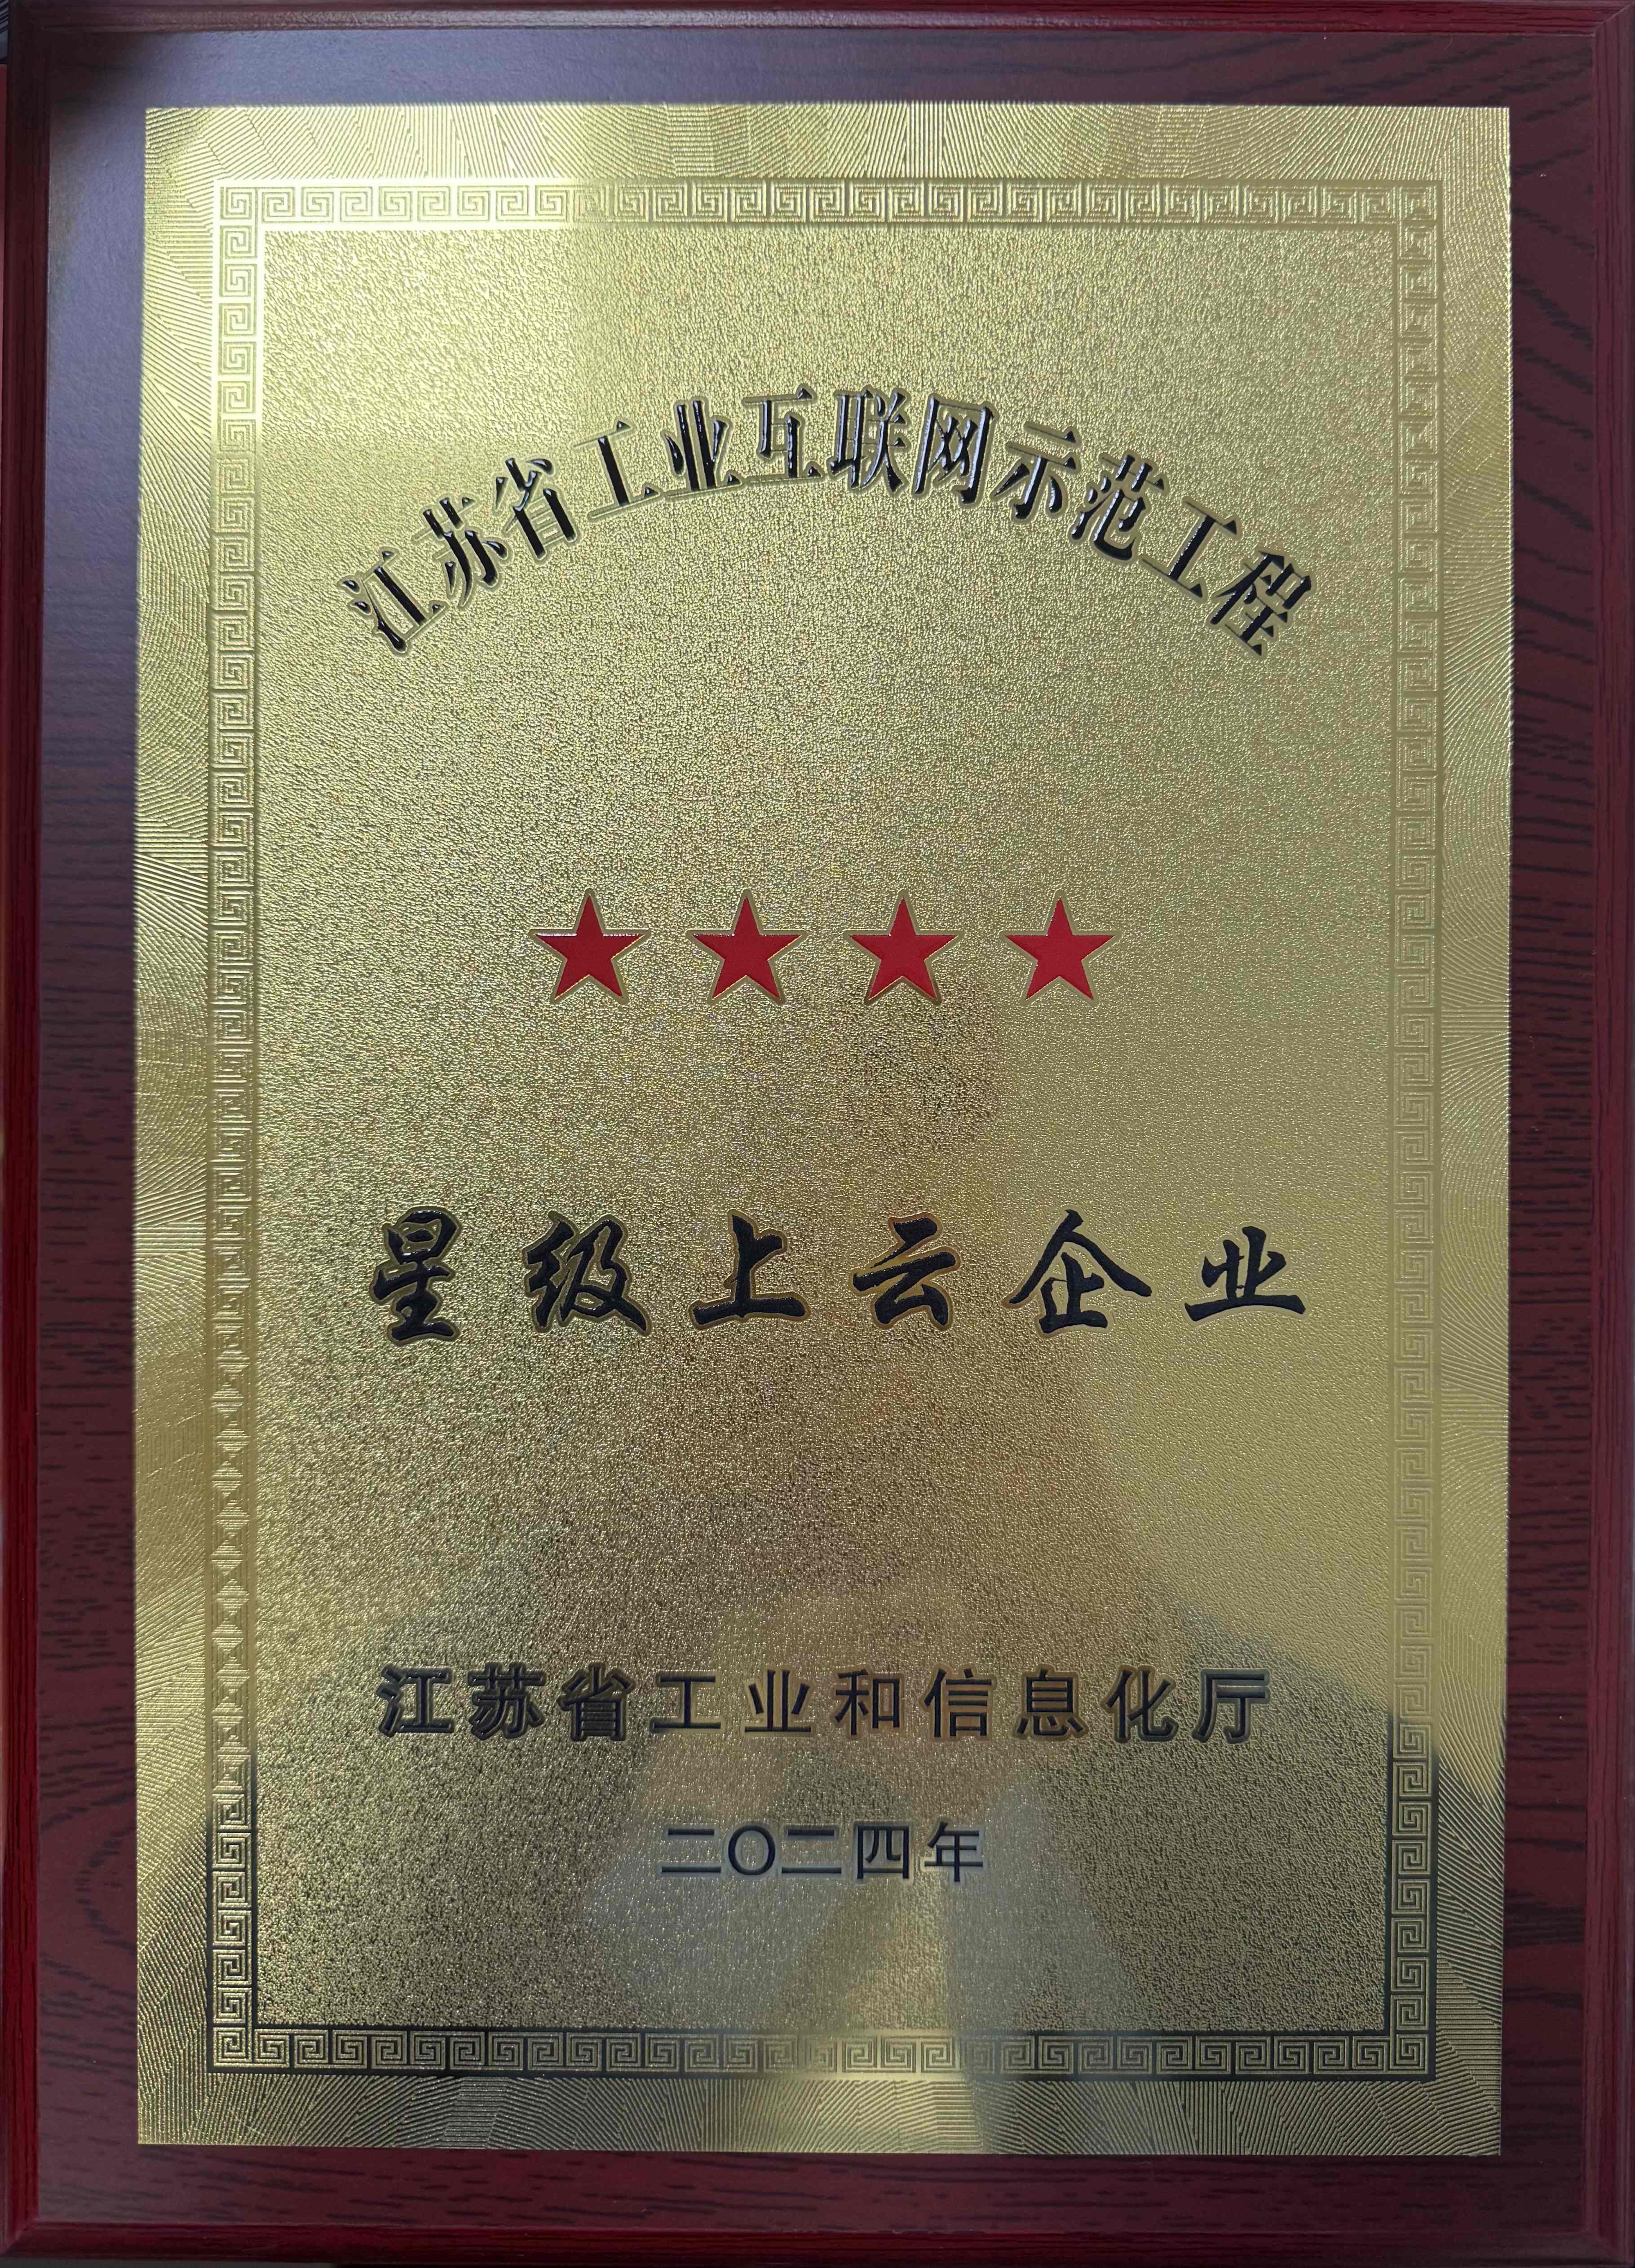 江苏省工业互联网示范工程
★★★★
星级上云企业
江苏省工业和信息化厅
二〇二四年